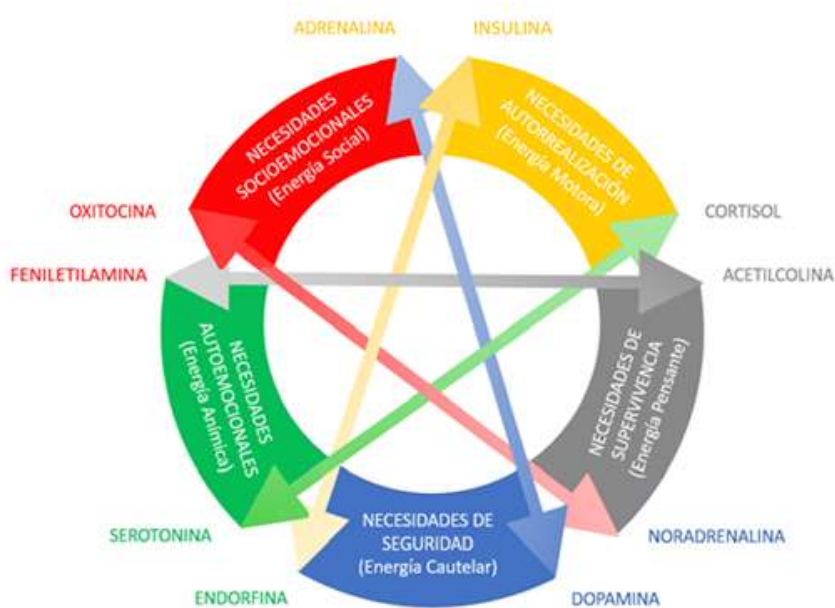 ADRENALINA
INSULINA
NECESIDADES
SOCIOEMOCIONALES
(Energía Social)
NECESIDADES DE
AUTORREALIZACIÓN
(Energía Motora)
OXITOCINA
CORTISOL
FENILETILAMINA
ACETILCOLINA
NECESIDADES
AUTOEMOCIONALES
(Energía Anímica)
NECESIDADES DE
SUPERVIVENCIA
(Energía Pensante)
NECESIDADES DE
SEGURIDAD
(Energía Cautelar)
SEROTONINA
NORADRENALINA
ENDORFINA
DOPAMINA